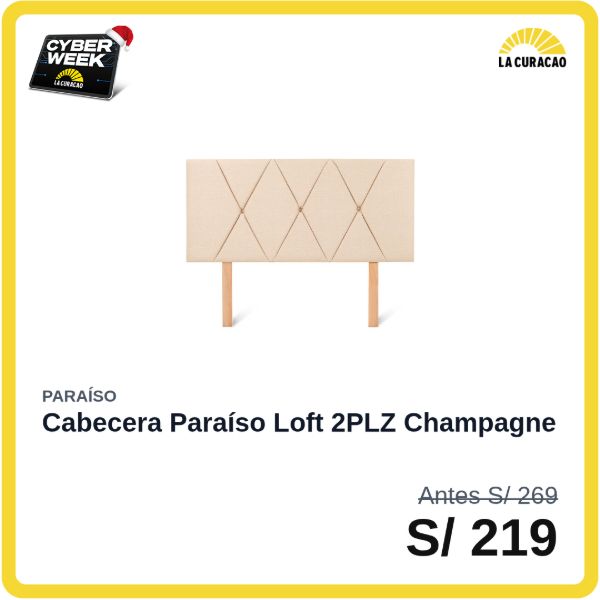 CYBER
WEEK
LA CURACAO
LA CURACAO
PARAÍSO
Cabecera Paraíso Loft 2PLZ Champagne
Antes S/ 269
S/ 219